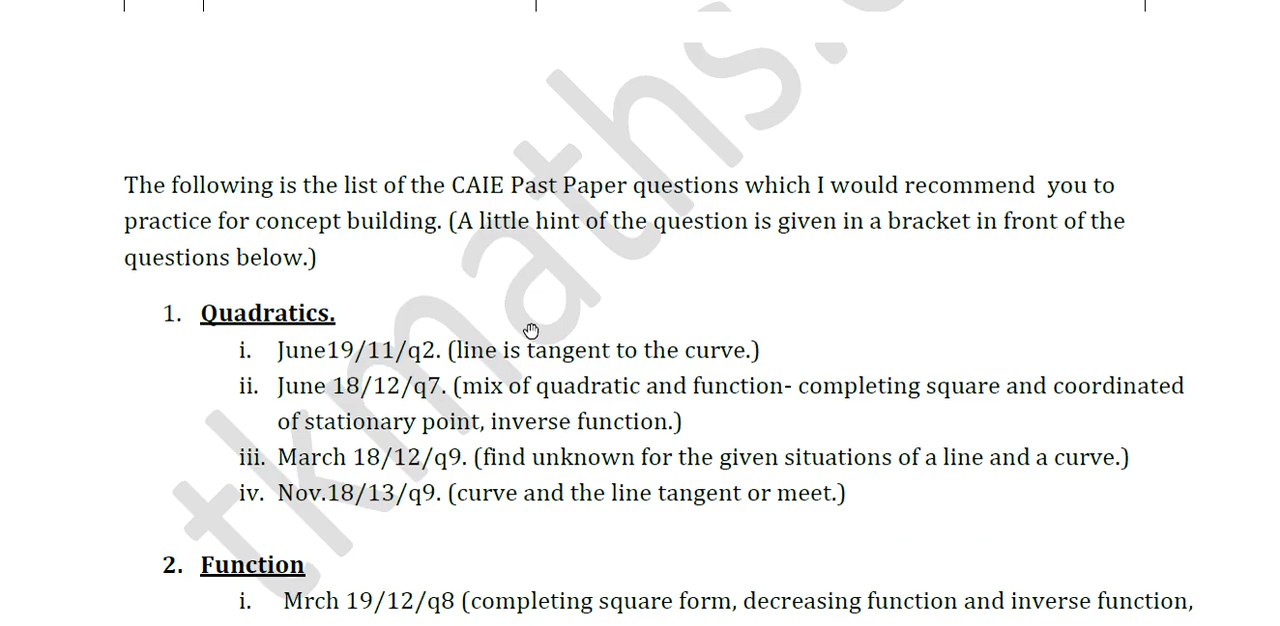 The following is the list of the CAIE Past Paper questions which I would recommend you to
practice for concept building. (A little hint of the question is given in a bracket in front of the
questions below.)
1. Quadratics.
i. June19/11/q2. (line is tangent to the curve.)
ii. June 18/12/q7. (mix of quadratic and function- completing square and coordinated
of stationary point, inverse function.)
iii. March 18/12/q9. (find unknown for the given situations of a line and a curve.)
iv. Nov.18/13/q9. (curve and the line tangent or meet.)
2. Function
i. Mrch 19/12/q8 (completing square form, decreasing function and inverse function,
tkmaths.